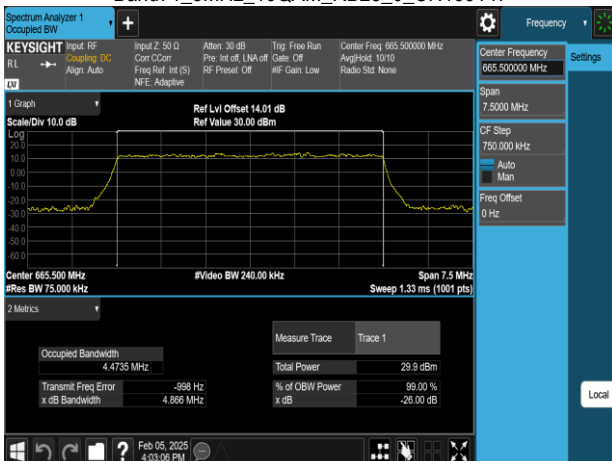 Spectrum Analyzer 1
Occupied BW
+
Frequency
KEYSIGHT
RL
LXI
Input: RF
Coupling: DC
Align: Auto
Input Z: 50 Ω
Corr CCorr
Freq Ref: Int (S)
NFE: Adaptive
Atten: 30 dB
Pre: Int off, LNA off
RF Preset: Off
Trig: Free Run
Gate: Off
#IF Gain: Low
Center Freq: 665.500000 MHz
Avg|Hold: 10/10
Radio Std: None
Center Frequency
665.500000 MHz
Settings
Span
7.5000 MHz
CF Step
750.000 kHz
Auto
Man
Freq Offset
0 Hz
Local
1 Graph
Scale/Div 10.0 dB
Ref Lvl Offset 14.01 dB
Ref Value 30.00 dBm
Log
20.0
10.0
0.00
-10.0
-20.0
-30.0
-40.0
-50.0
-60.0
Center 665.500 MHz
#Video BW 240.00 kHz
Span 7.5 MHz
#Res BW 75.000 kHz
Sweep 1.33 ms (1001 pts)
2 Metrics
Measure Trace
Trace 1
Occupied Bandwidth
4.4735 MHz
Total Power
29.9 dBm
Transmit Freq Error
-998 Hz
% of OBW Power
99.00 %
x dB Bandwidth
4.866 MHz
x dB
-26.00 dB
?
Feb 05, 2025
4:03:06 PM